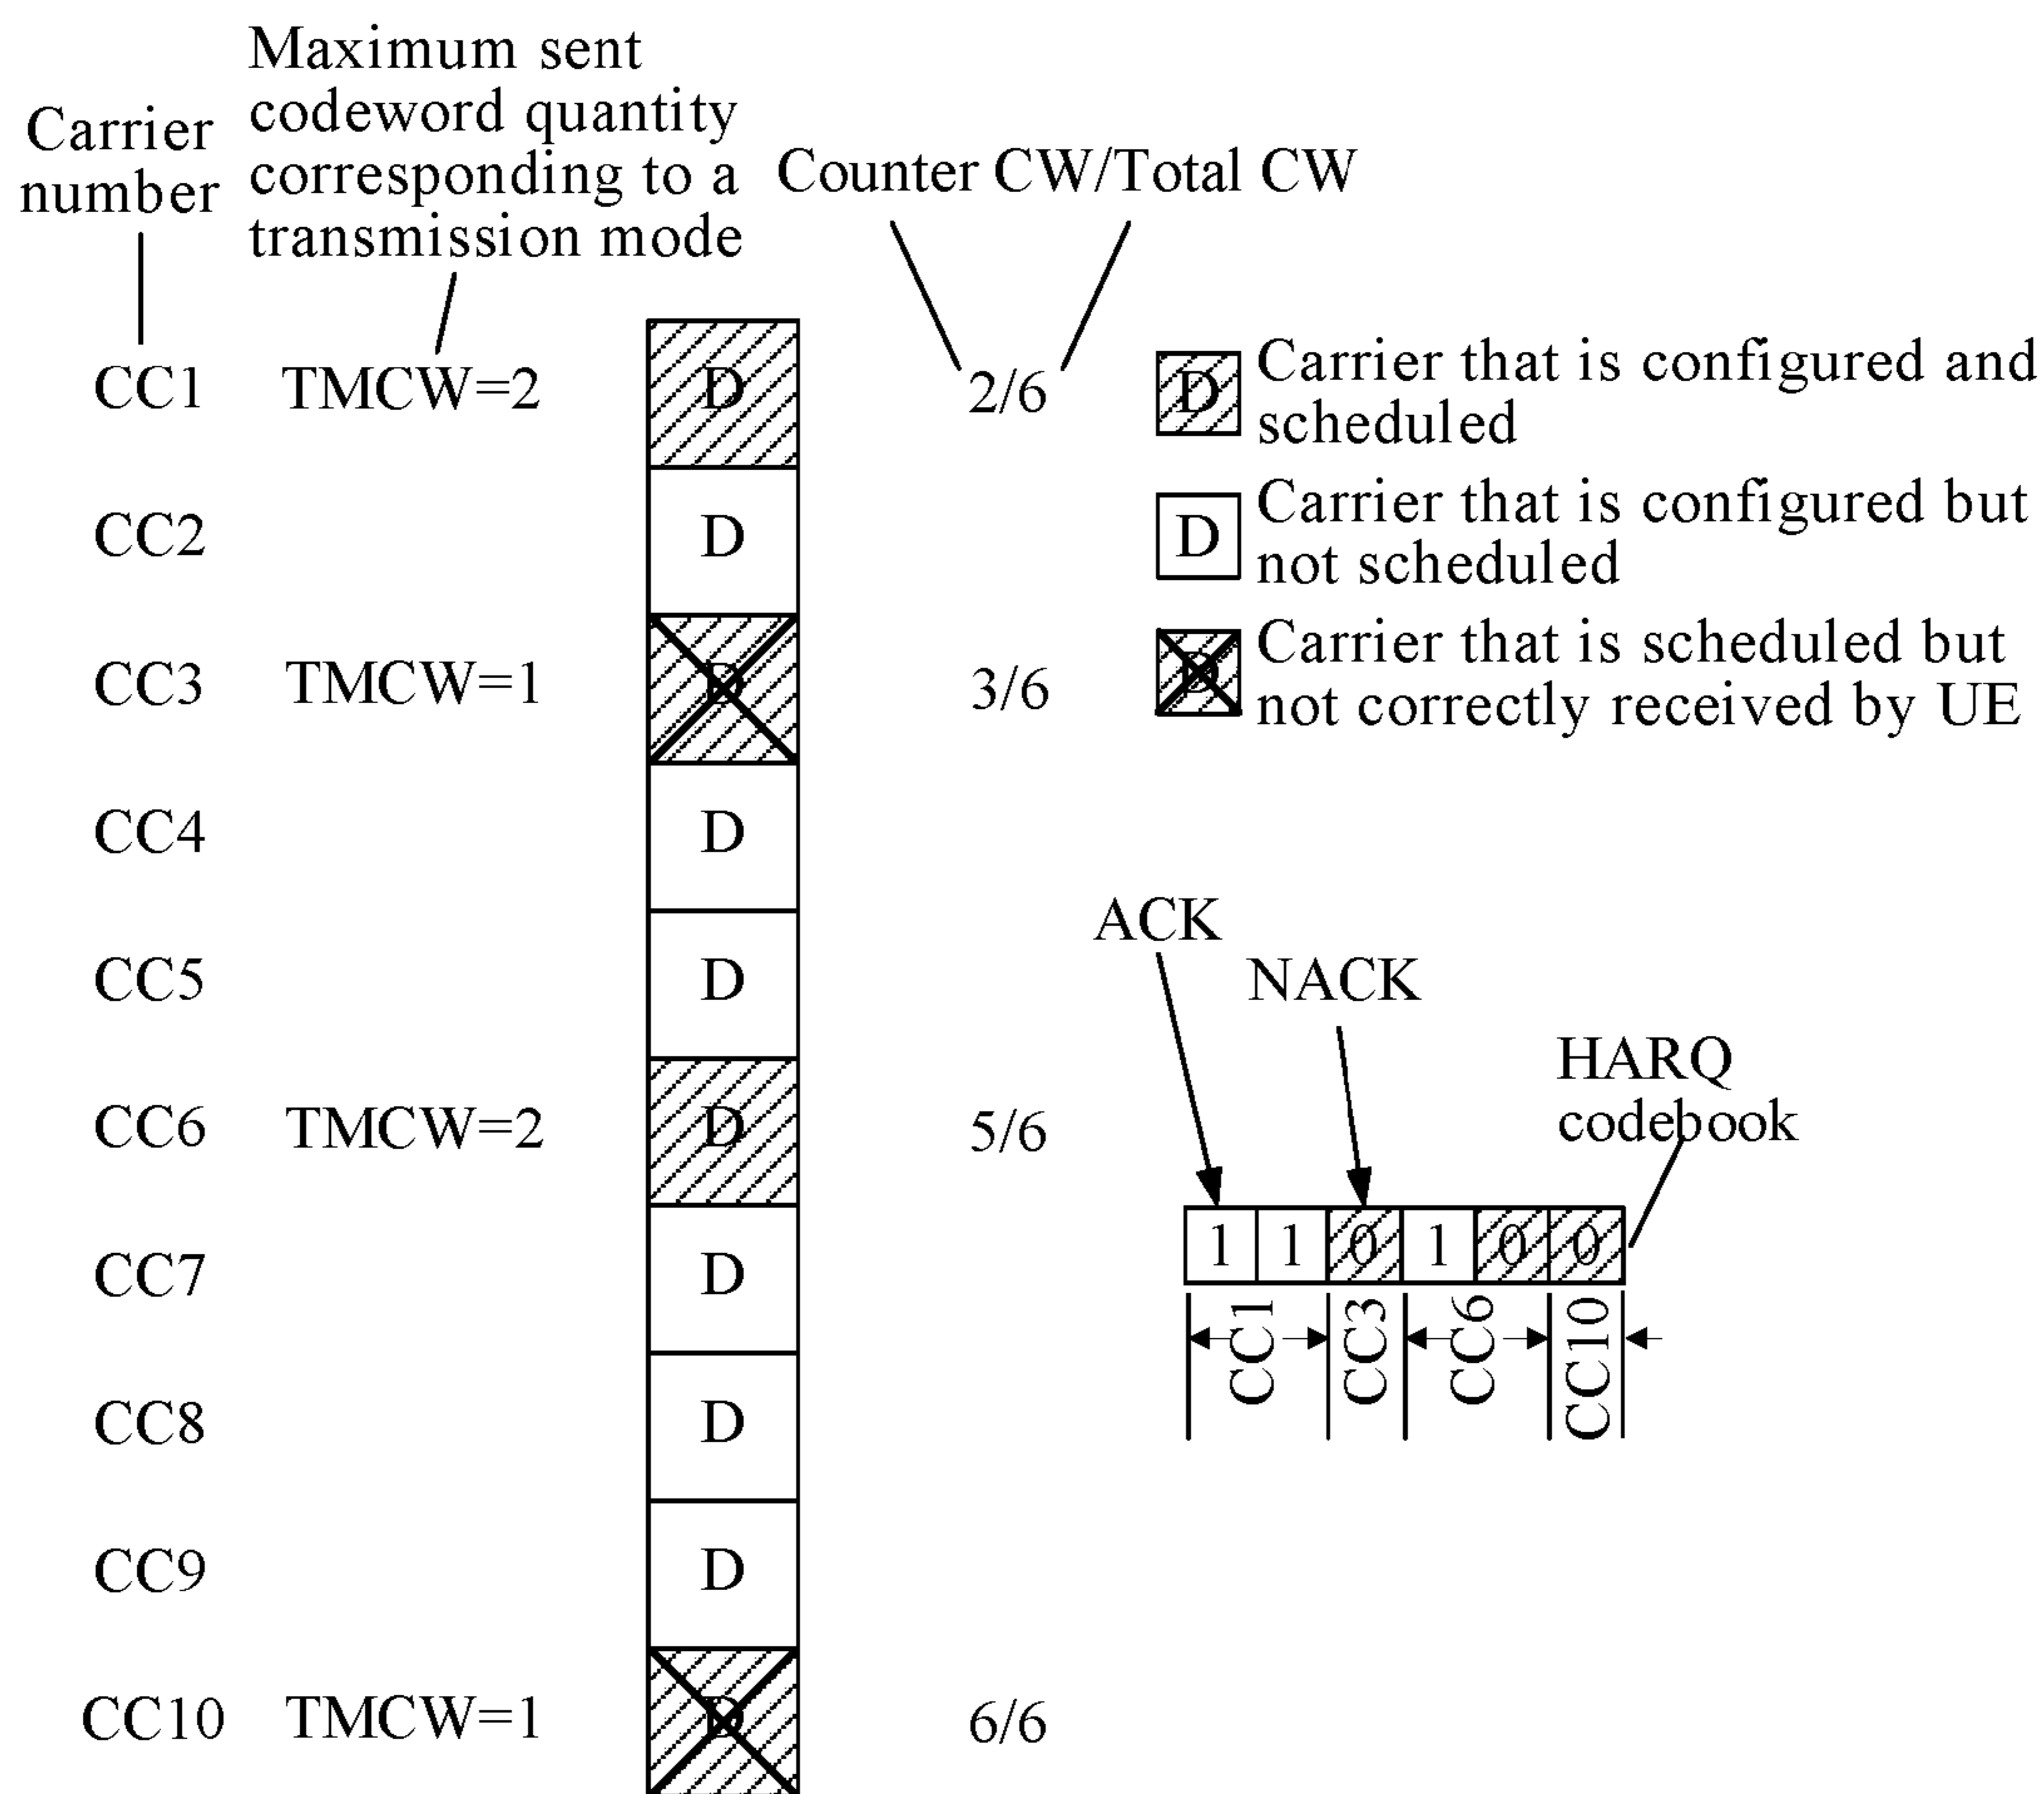 Maximum sent
codeword quantity
corresponding to a
transmission mode
Carrier
number
Counter CW/Total CW
CC1 TMCW=2 D 2/6
CC2 D
CC3 TMCW=1 D 3/6
CC4 D
CC5 D
CC6 TMCW=2 D 5/6
CC7 D
CC8 D
CC9 D
CC10 TMCW=1 D 6/6
D Carrier that is configured and
scheduled
D Carrier that is configured but
not scheduled
D Carrier that is scheduled but
not correctly received by UE
ACK
NACK
HARQ
codebook
1 1 0 1 0 0
CC1 CC3 CC6 CC10